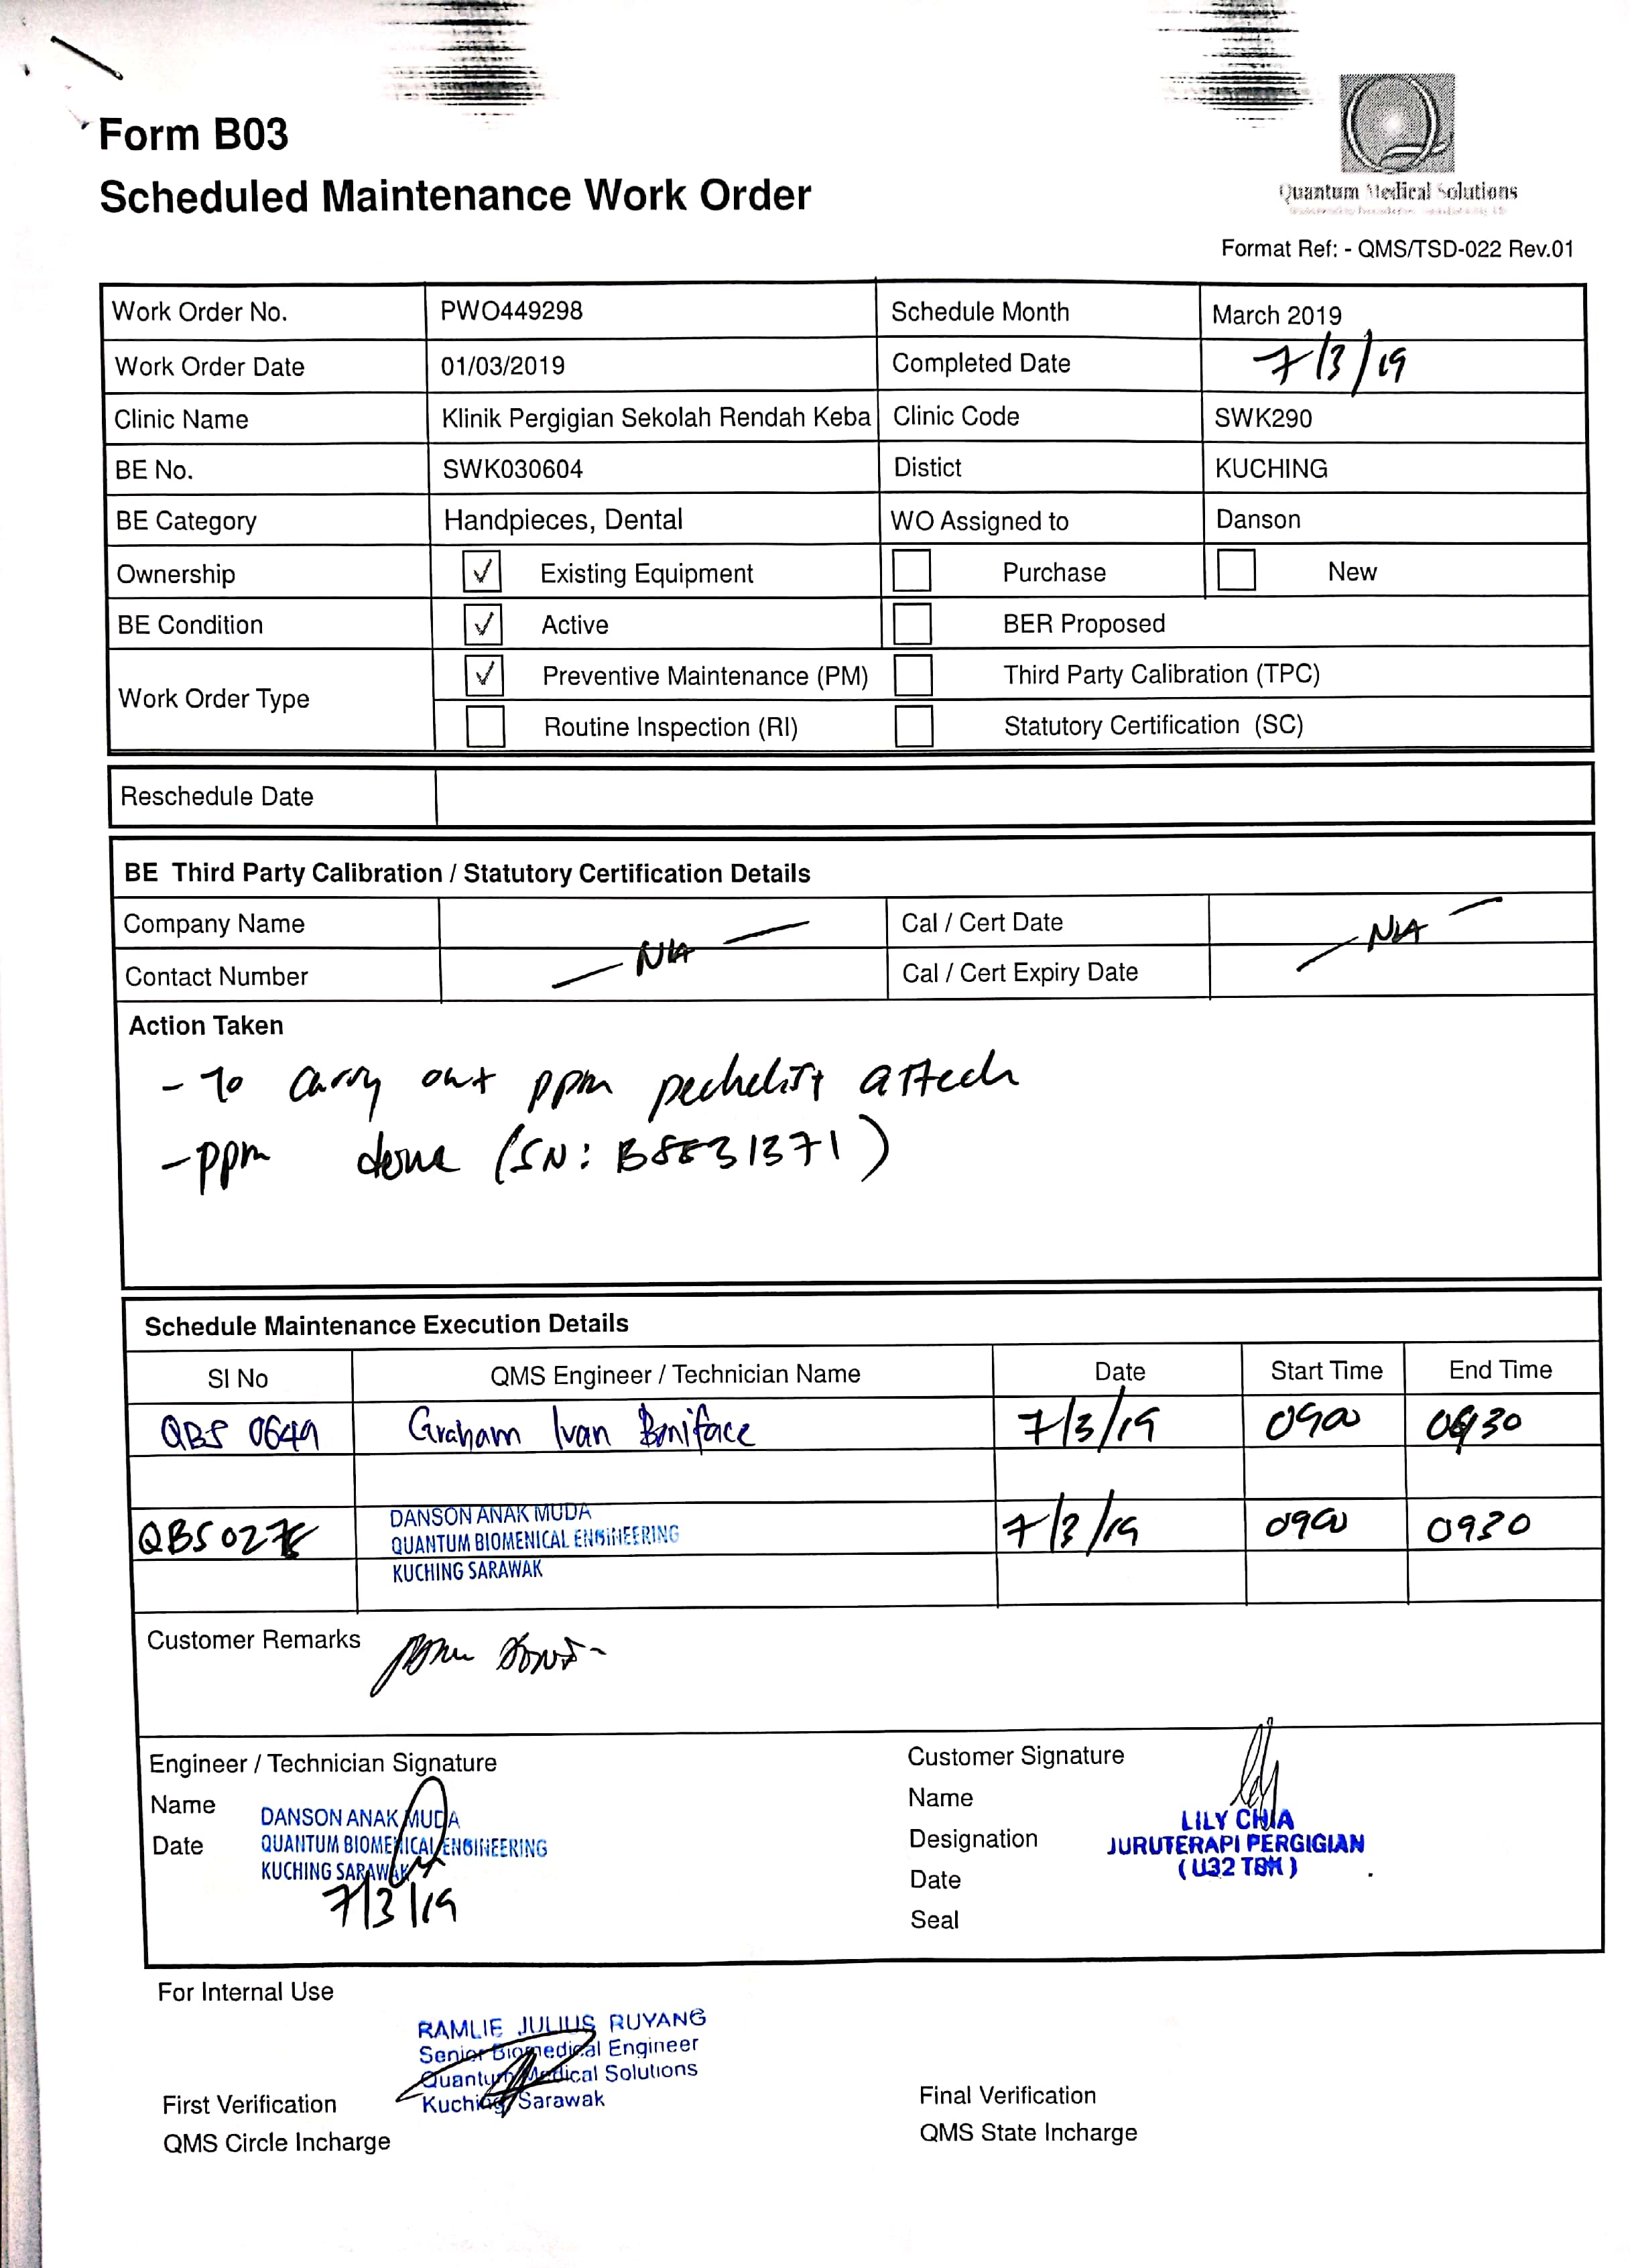 Form B03
Scheduled Maintenance Work Order
Quantum Medical Solutions
Format Ref: - QMS/TSD-022 Rev.01
Work Order No. PWO449298 Schedule Month March 2019
Work Order Date 01/03/2019 Completed Date 7/3/19
Clinic Name Klinik Pergigian Sekolah Rendah Keba Clinic Code SWK290
BE No. SWK030604 Distict KUCHING
BE Category Handpieces, Dental WO Assigned to Danson
Ownership ✓ Existing Equipment Purchase New
BE Condition ✓ Active BER Proposed
Work Order Type ✓ Preventive Maintenance (PM) Third Party Calibration (TPC)
Routine Inspection (RI) Statutory Certification (SC)
Reschedule Date
BE Third Party Calibration / Statutory Certification Details
Company Name Cal / Cert Date
— NA — — NA —
Contact Number Cal / Cert Expiry Date
Action Taken
- To carry out ppm attech
- ppm done (SN: B5E31371)
Schedule Maintenance Execution Details
SI No QMS Engineer / Technician Name Date Start Time End Time
QBS 0649 Graham Ivan Boniface 7/3/19 0900 0930
DANSON ANAK MUDA
QUANTUM BIOMENICAL ENGINEERING 7/3/19 0900 0930
KUCHING SARAWAK
Customer Remarks ppm done-
Engineer / Technician Signature Customer Signature
Name Name
DANSON ANAK MUDA LILY CHIA
Date QUANTUM BIOMENICAL ENGINEERING Designation JURUTERAPI PERGIGIAN
KUCHING SARAWAK (U32 TBK)
7/3/19 Date
Seal
For Internal Use
RAMLIE JULIUS RUYANG
Senior Biomedical Engineer
Quantum Medical Solutions
First Verification Kuching, Sarawak Final Verification
QMS Circle Incharge QMS State Incharge